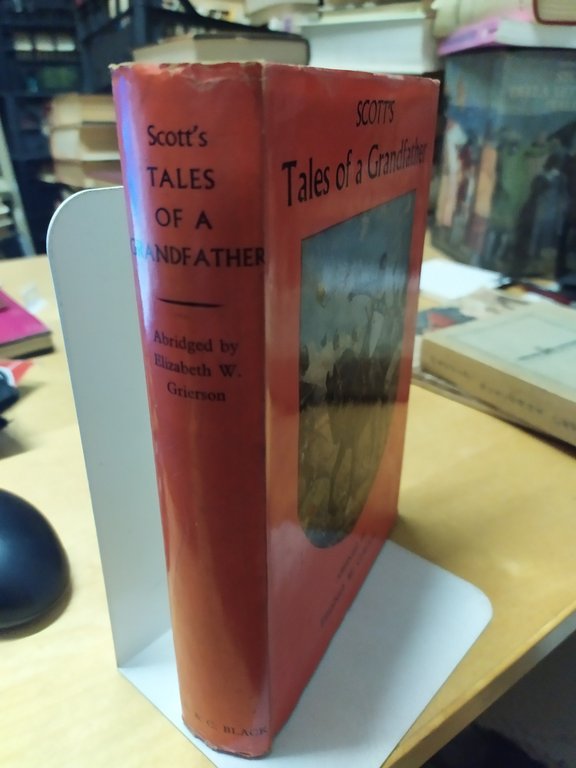 Scott's
TALES
OF A
GRANDFATHER
Abridged by
Elizabeth W.
Grierson
& C. BLACK
SCOTT'S
Tales of a Grandfather